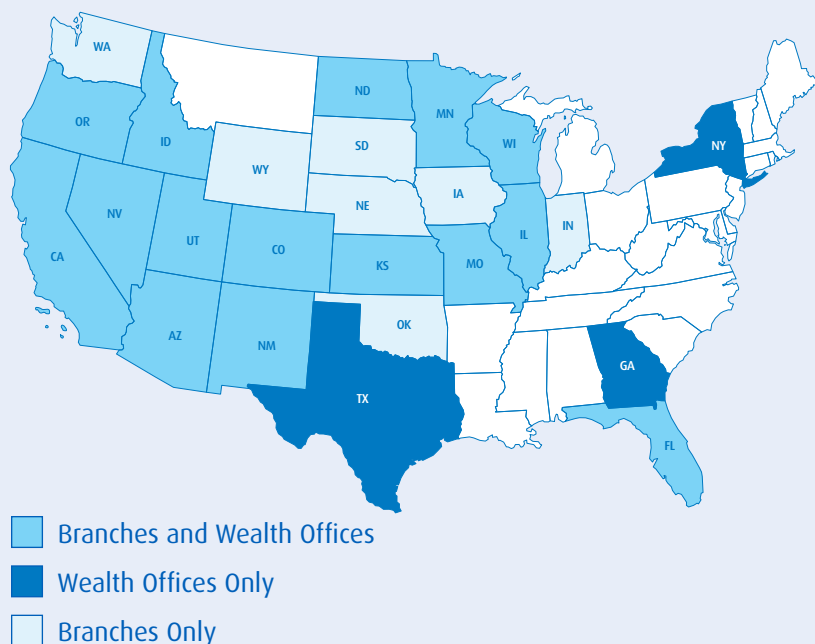 WA
ND
MN
OR
ID
WI
SD
NY
WY
IA
NE
NV
IN
UT
IL
CO
CA
KS
MO
OK
AZ
NM
GA
TX
FL
Branches and Wealth Offices
Wealth Offices Only
Branches Only